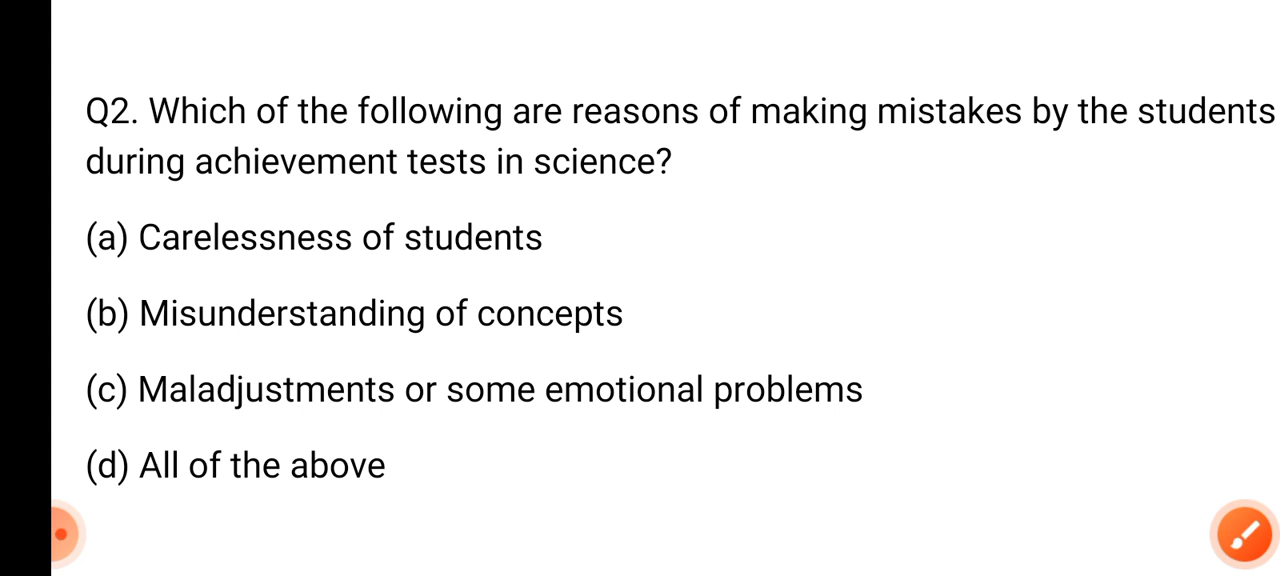 Q2. Which of the following are reasons of making mistakes by the students
during achievement tests in science?
(a) Carelessness of students
(b) Misunderstanding of concepts
(c) Maladjustments or some emotional problems
(d) All of the above